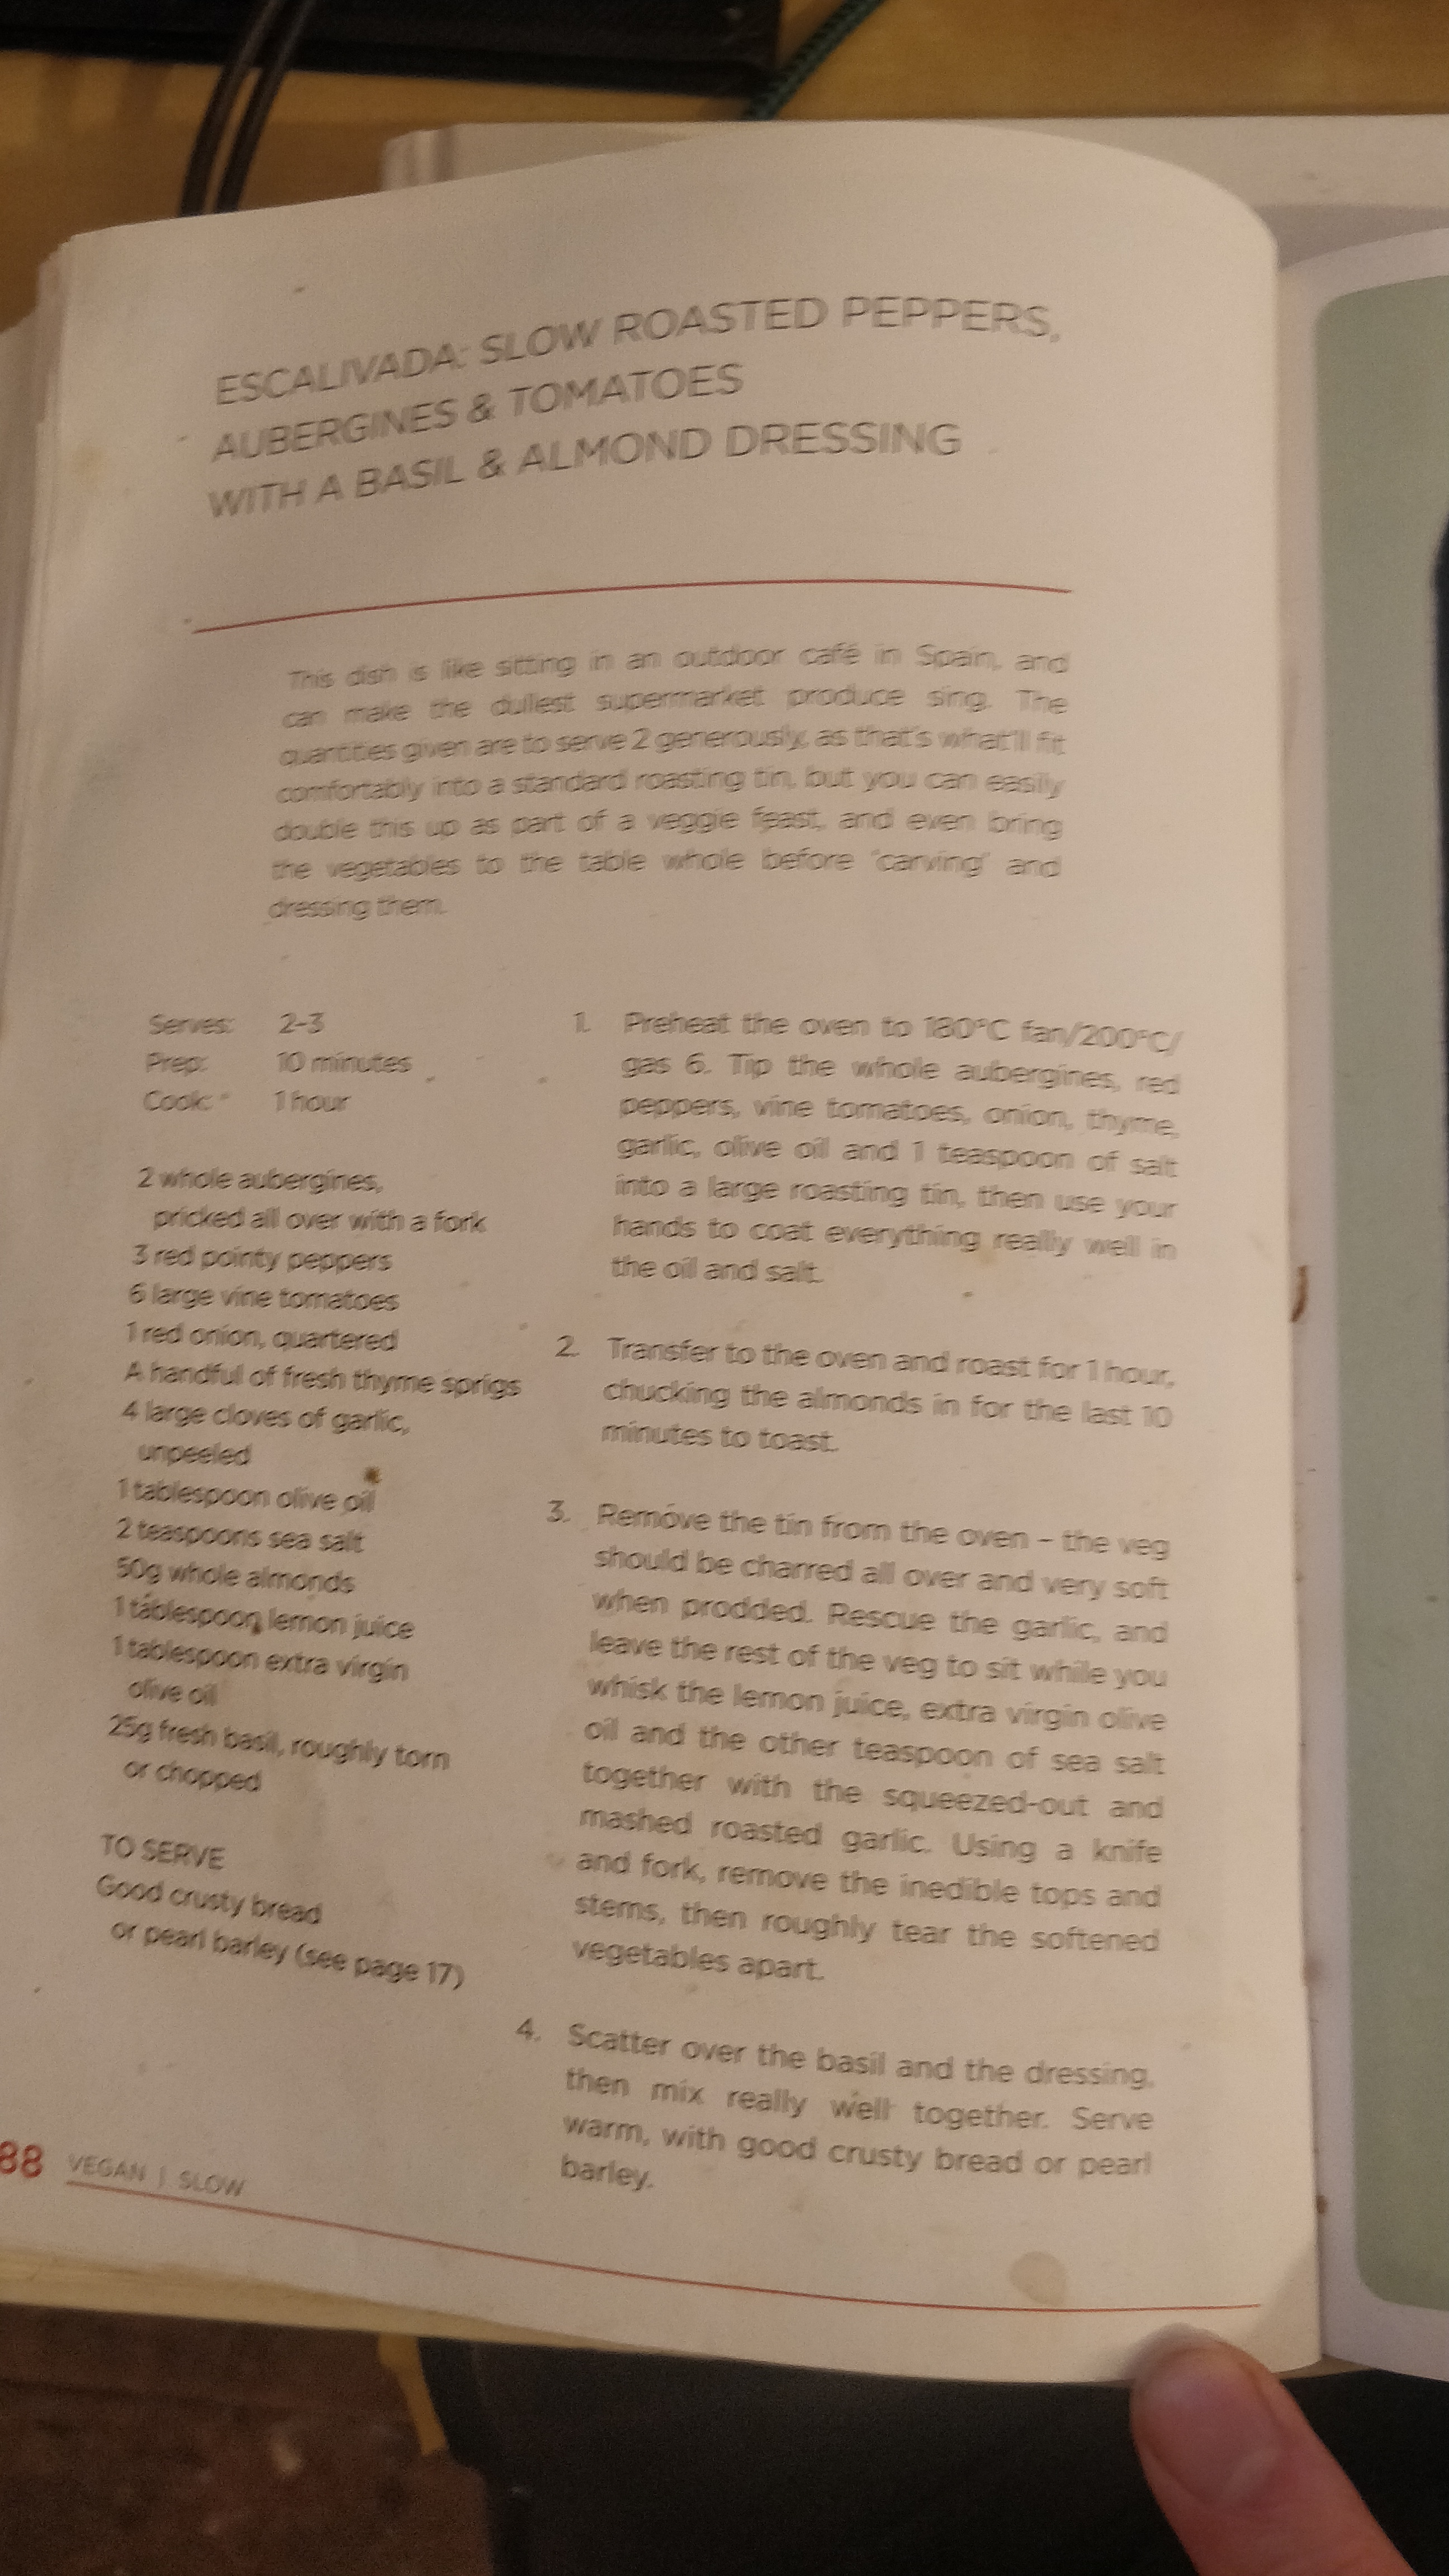 ESCALIVADA: SLOW ROASTED PEPPERS,
AUBERGINES & TOMATOES
WITH A BASIL & ALMOND DRESSING
This dish is like sitting in an outdoor café in Spain, and
can make the dullest supermarket produce sing. The
quantities given are to serve 2 generously, as that's what'll fit
comfortably into a standard roasting tin, but you can easily
double this up as part of a veggie feast, and even bring
the vegetables to the table whole before 'carving' and
dressing them.
Serves: 2-3
Prep: 10 minutes
Cook: 1 hour
2 whole aubergines,
pricked all over with a fork
3 red pointy peppers
6 large vine tomatoes
1 red onion, quartered
A handful of fresh thyme sprigs
4 large cloves of garlic,
unpeeled
1 tablespoon olive oil
2 teaspoons sea salt
50g whole almonds
1 tablespoon lemon juice
1 tablespoon extra virgin
olive oil
25g fresh basil, roughly torn
or chopped
TO SERVE
Good crusty bread
or pearl barley (see page 17)
1. Preheat the oven to 180°C fan/200°C/
gas 6. Tip the whole aubergines, red
peppers, vine tomatoes, onion, thyme,
garlic, olive oil and 1 teaspoon of salt
into a large roasting tin, then use your
hands to coat everything really well in
the oil and salt.
2. Transfer to the oven and roast for 1 hour,
chucking the almonds in for the last 10
minutes to toast.
3. Remove the tin from the oven – the veg
should be charred all over and very soft
when prodded. Rescue the garlic, and
leave the rest of the veg to sit while you
whisk the lemon juice, extra virgin olive
oil and the other teaspoon of sea salt
together with the squeezed-out and
mashed roasted garlic. Using a knife
and fork, remove the inedible tops and
stems, then roughly tear the softened
vegetables apart.
4. Scatter over the basil and the dressing,
then mix really well together. Serve
warm, with good crusty bread or pearl
barley.
88 VEGAN | SLOW